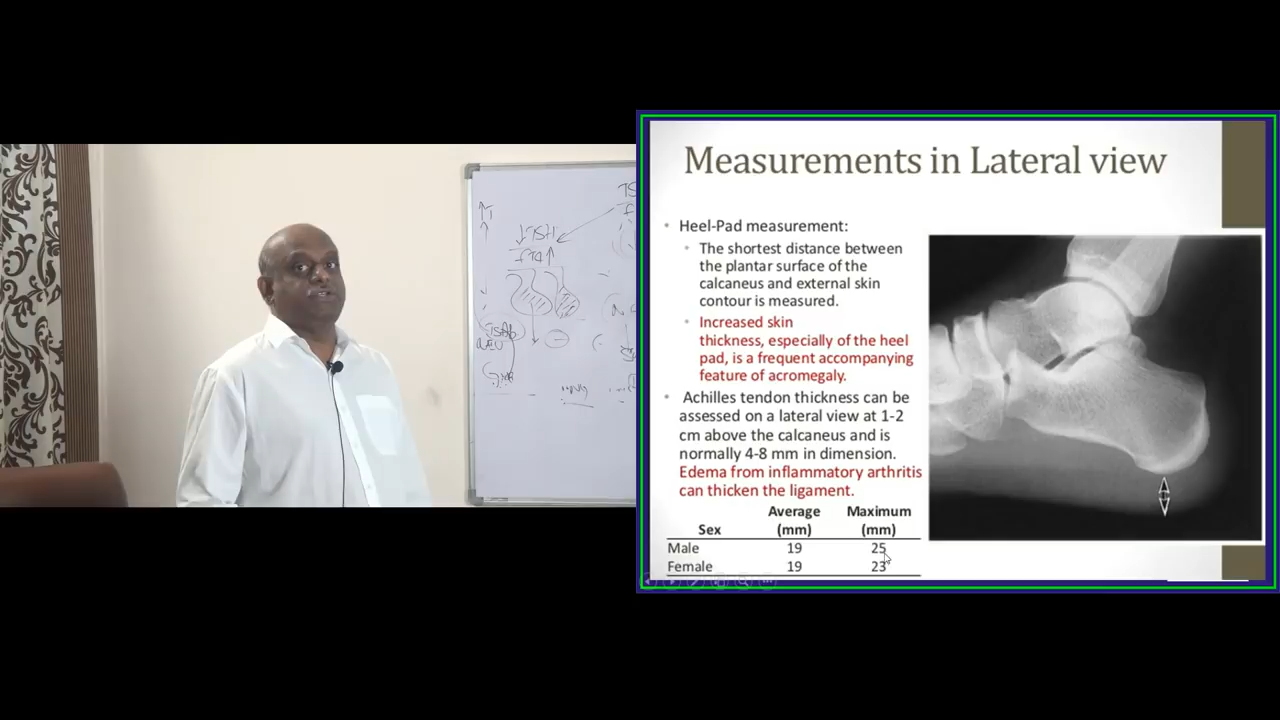 Measurements in Lateral view
• Heel-Pad measurement:
• The shortest distance between
the plantar surface of the
calcaneus and external skin
contour is measured.
• Increased skin
thickness, especially of the heel
pad, is a frequent accompanying
feature of acromegaly.
• Achilles tendon thickness can be
assessed on a lateral view at 1-2
cm above the calcaneus and is
normally 4-8 mm in dimension.
Edema from inflammatory arthritis
can thicken the ligament.
Average Maximum
Sex (mm) (mm)
Male 19 25
Female 19 23